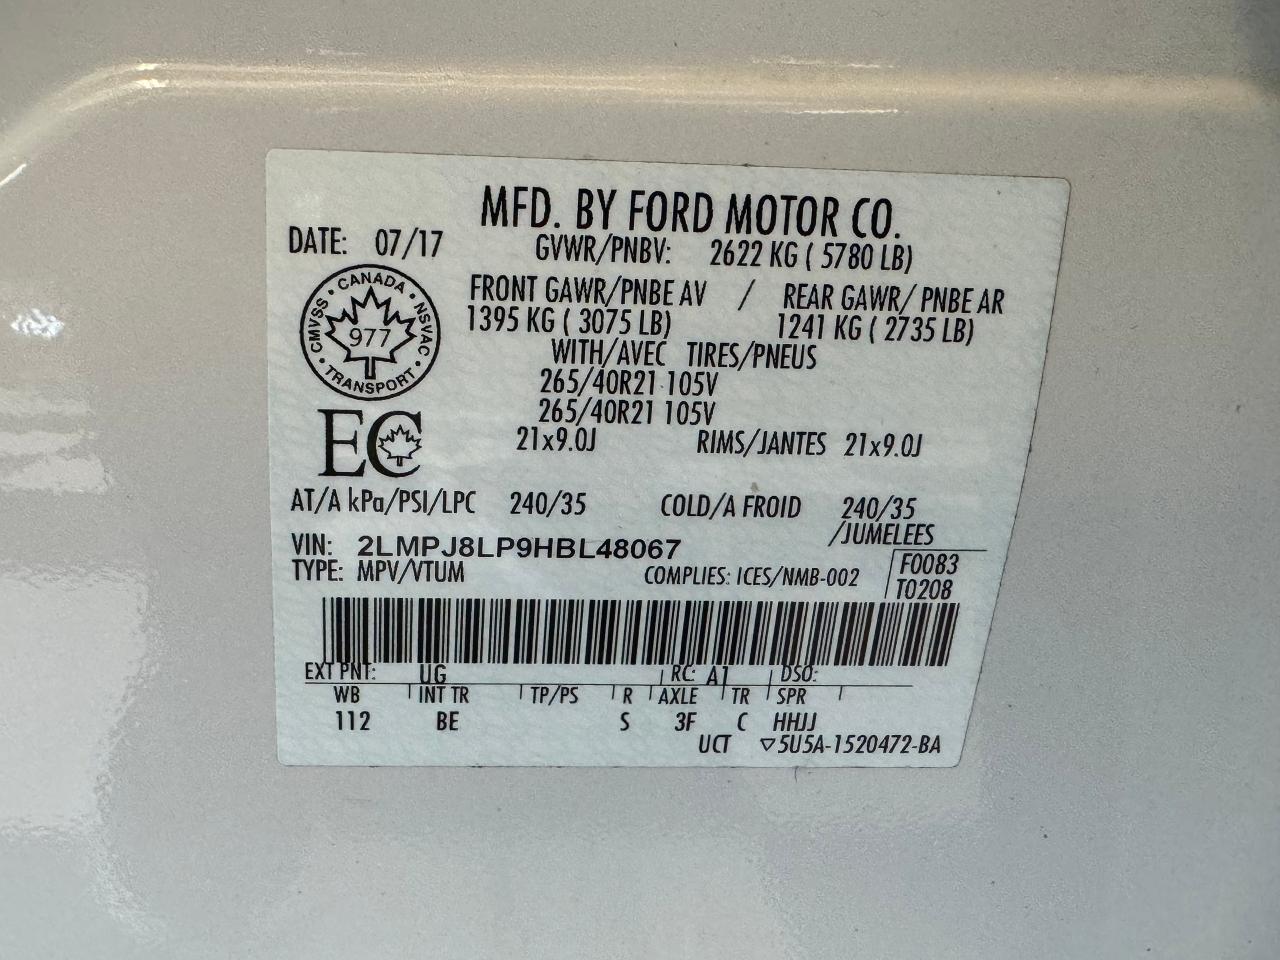 MFD. BY FORD MOTOR CO.
DATE: 07/17 GVWR/PNBV: 2622 KG ( 5780 LB)
FRONT GAWR/PNBE AV / REAR GAWR/ PNBE AR
1395 KG ( 3075 LB) 1241 KG ( 2735 LB)
WITH/AVEC TIRES/PNEUS
265/40R21 105V
265/40R21 105V
21x9.0J RIMS/JANTES 21x9.0J
CMVSS • CANADA • NSVAC • TRANSPORT •
977
EC
AT/A kPa/PSI/LPC 240/35 COLD/A FROID 240/35
/JUMELEES
VIN: 2LMPJ8LP9HBL48067
TYPE: MPV/VTUM COMPLIES: ICES/NMB-002
F0083
T0208
EXT PNT: UG RC: A1 DSO:
WB INT TR TP/PS R AXLE TR SPR
112 BE S 3F C HHJJ
UCT ▽5U5A-1520472-BA